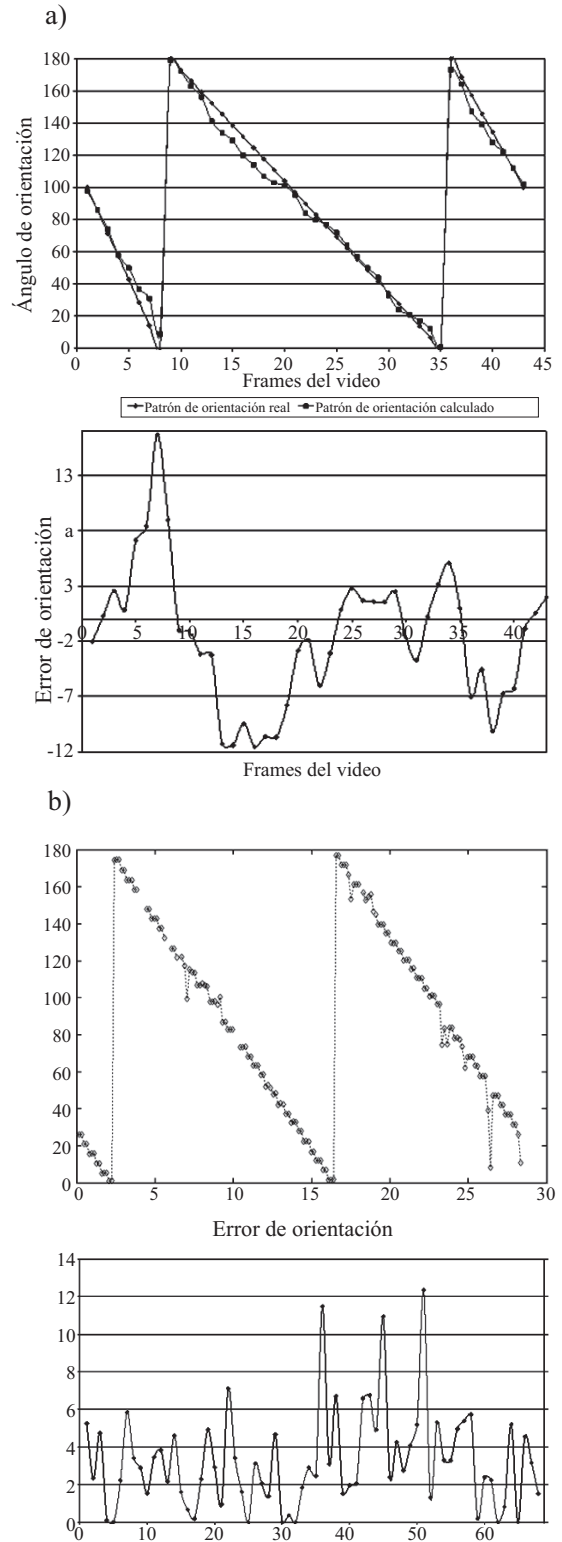 a)
180
160
140
120
100
80
60
40
20
0
Ángulo de orientación
0 5 10 15 20 25 30 35 40 45
Frames del video
Patrón de orientación real Patrón de orientación calculado
13
a
3
-2
-7
-12
Error de orientación
0 5 10 15 20 25 30 35 40
Frames del video
b)
180
160
140
120
100
80
60
40
20
0
0 5 10 15 20 25 30
Error de orientación
14
12
10
8
6
4
2
0
0 10 20 30 40 50 60